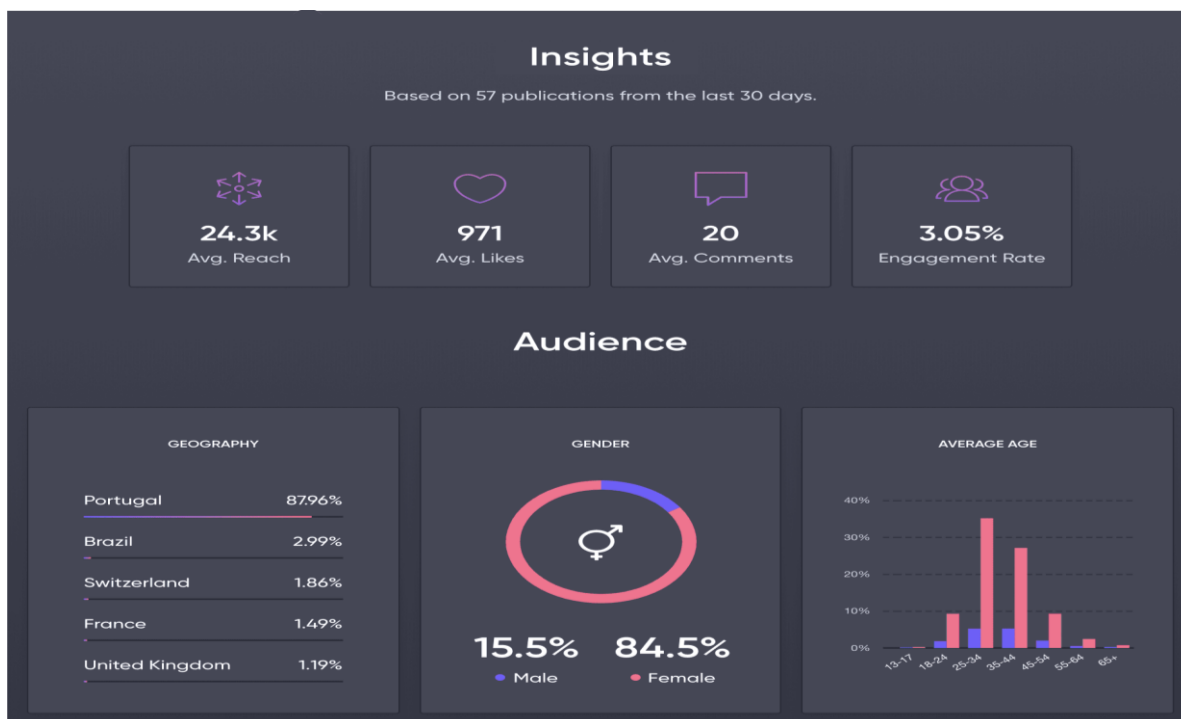 Insights
Based on 57 publications from the last 30 days.
24.3k
Avg. Reach
971
Avg. Likes
20
Avg. Comments
3.05%
Engagement Rate
Audience
GEOGRAPHY
Portugal 87.96%
Brazil 2.99%
Switzerland 1.86%
France 1.49%
United Kingdom 1.19%
GENDER
15.5% 84.5%
Male Female
AVERAGE AGE
40%
30%
20%
10%
0%
13-17 18-24 25-34 35-44 45-54 55-64 65+